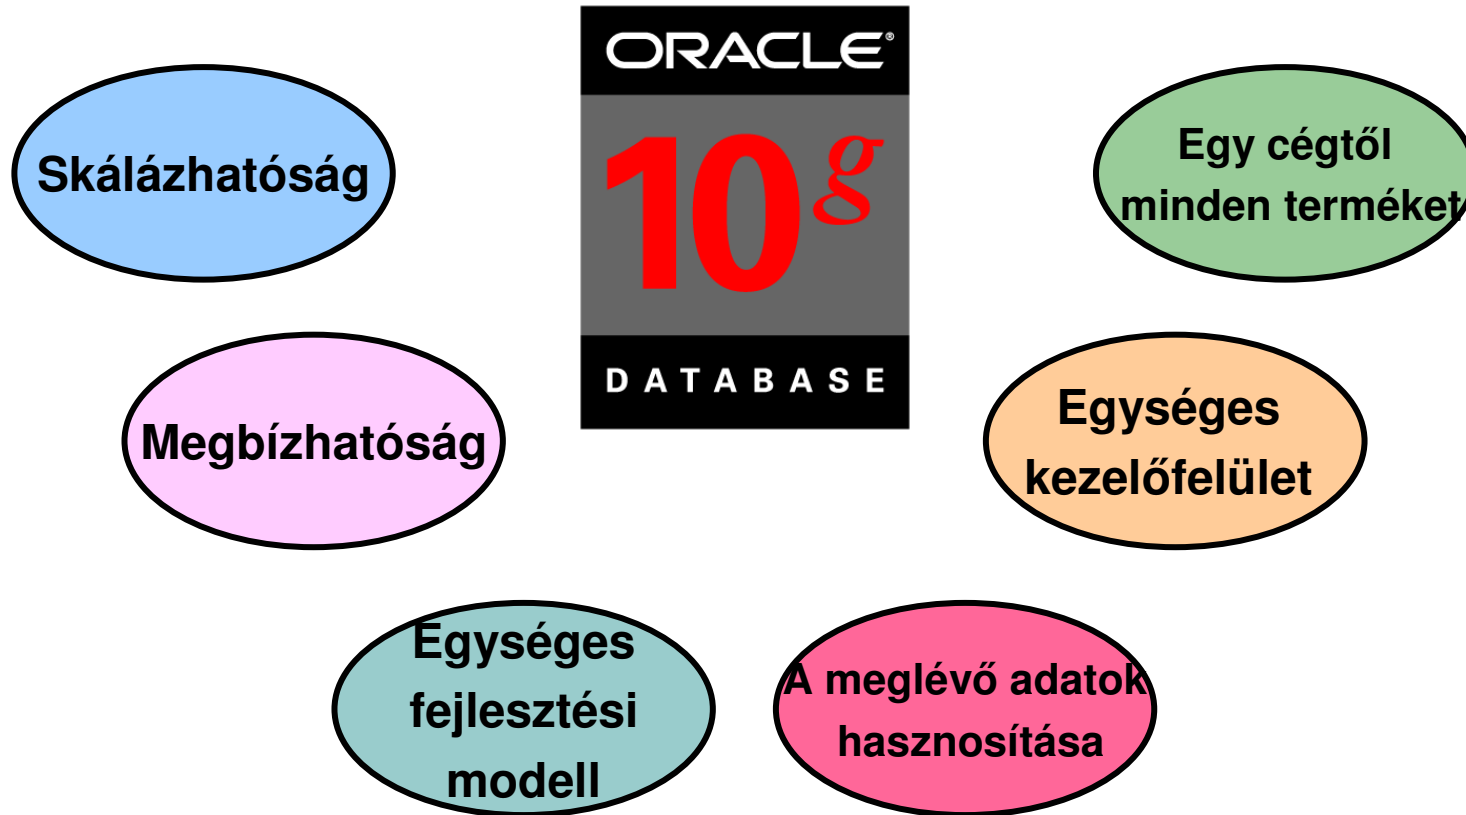 ORACLE®
10g
DATABASE
Skálázhatóság
Egy cégtől
minden terméket
Megbízhatóság
Egységes
kezelőfelület
Egységes
fejlesztési
modell
A meglévő adatok
hasznosítása